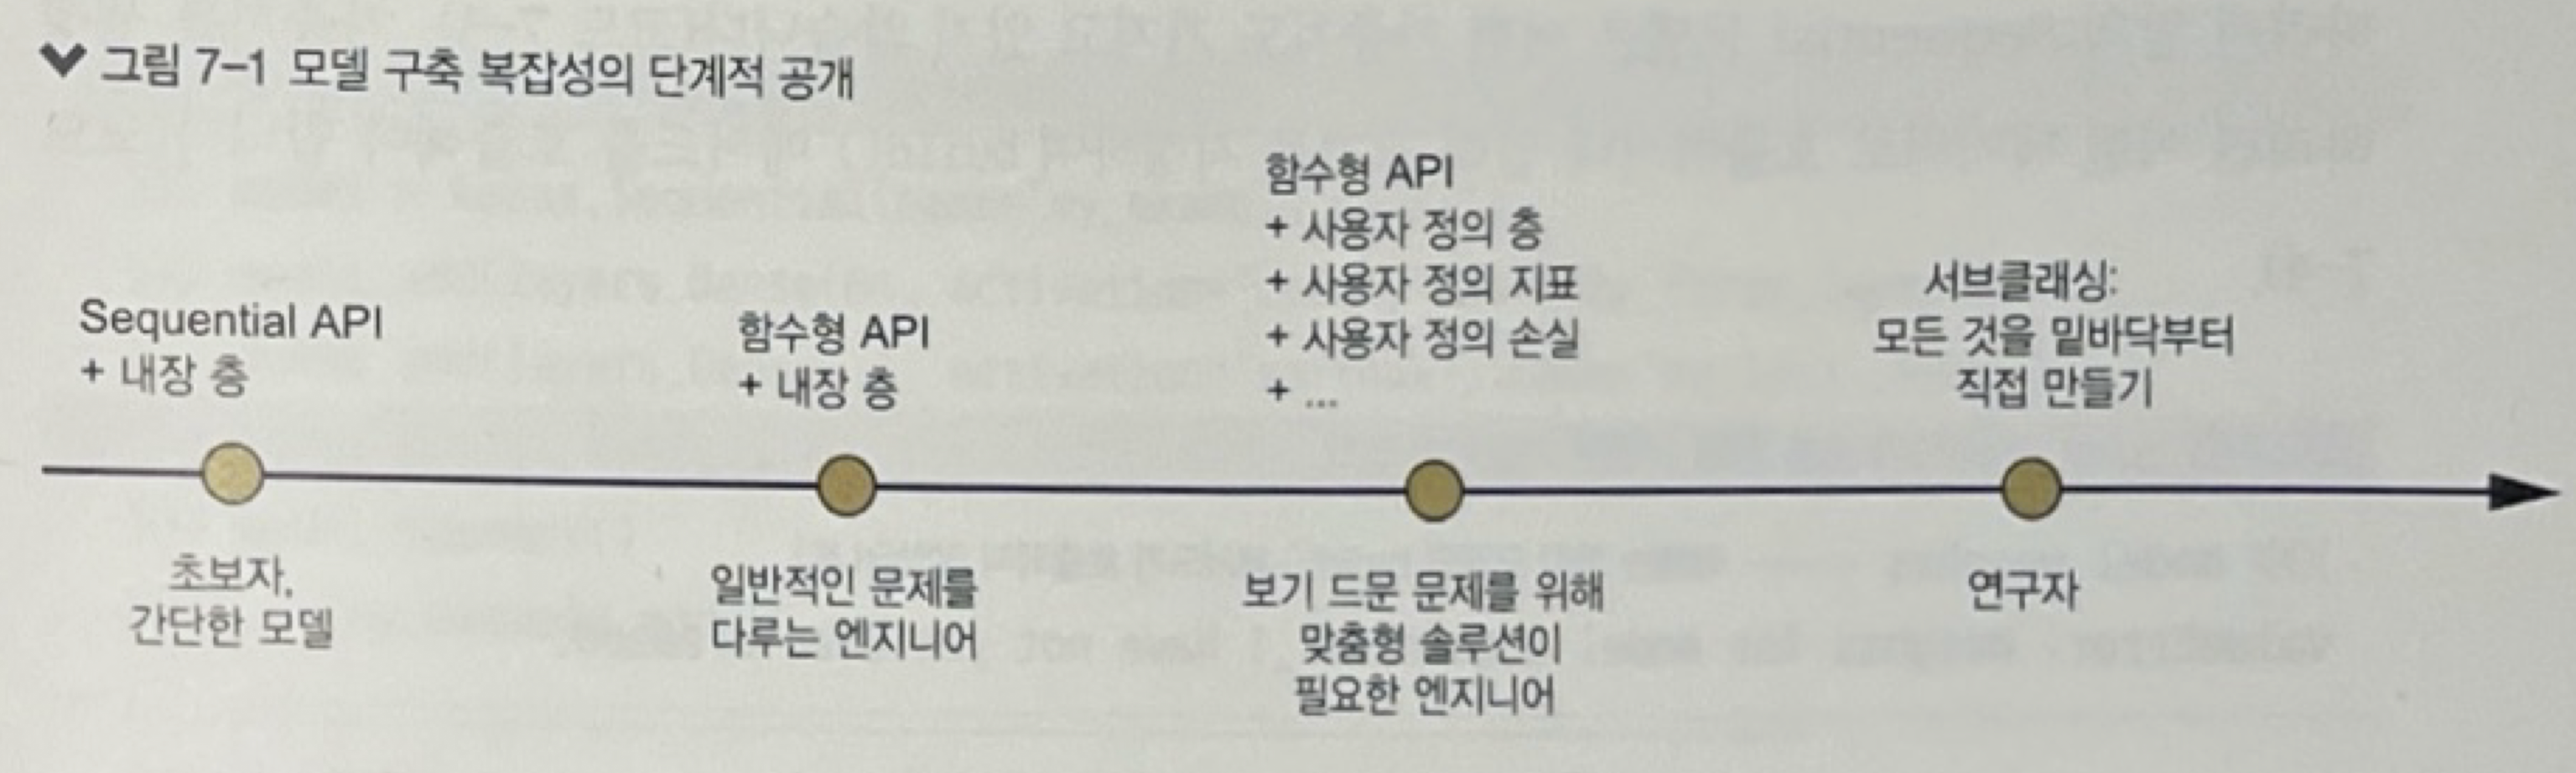 그림 7-1 모델 구축 복잡성의 단계적 공개
Sequential API
+ 내장 층
초보자,
간단한 모델
함수형 API
+ 내장 층
일반적인 문제를
다루는 엔지니어
함수형 API
+ 사용자 정의 층
+ 사용자 정의 지표
+ 사용자 정의 손실
+ ...
보기 드문 문제를 위해
맞춤형 솔루션이
필요한 엔지니어
서브클래싱:
모든 것을 밑바닥부터
직접 만들기
연구자